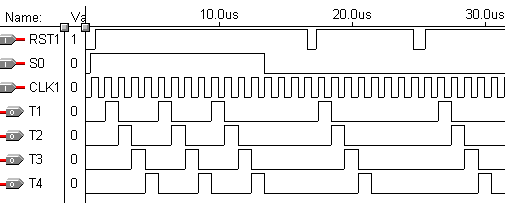 Name: Va 10.0us 20.0us 30.0us
RST1 1
S0 0
CLK1 0
T1 0
T2 0
T3 0
T4 0